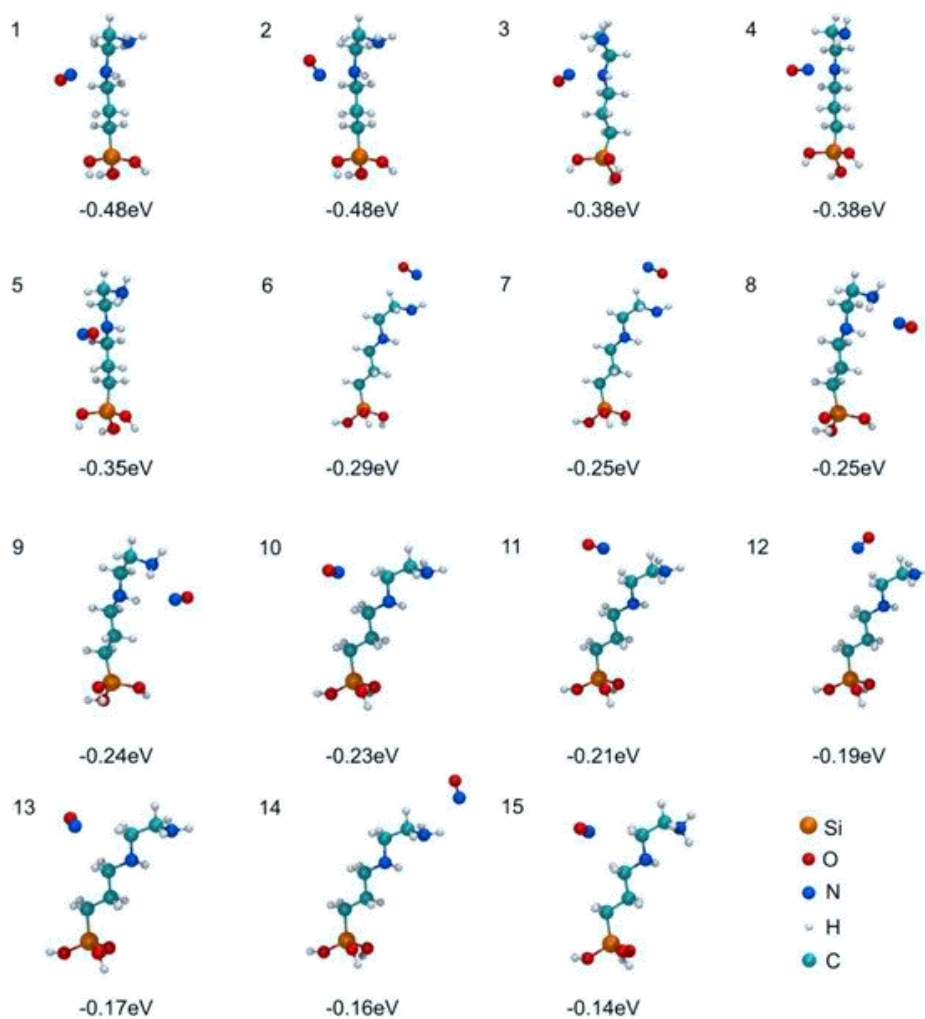 1 2 3 4
-0.48eV -0.48eV -0.38eV -0.38eV
5 6 7 8
-0.35eV -0.29eV -0.25eV -0.25eV
9 10 11 12
-0.24eV -0.23eV -0.21eV -0.19eV
13 14 15
Si
O
N
H
C
-0.17eV -0.16eV -0.14eV